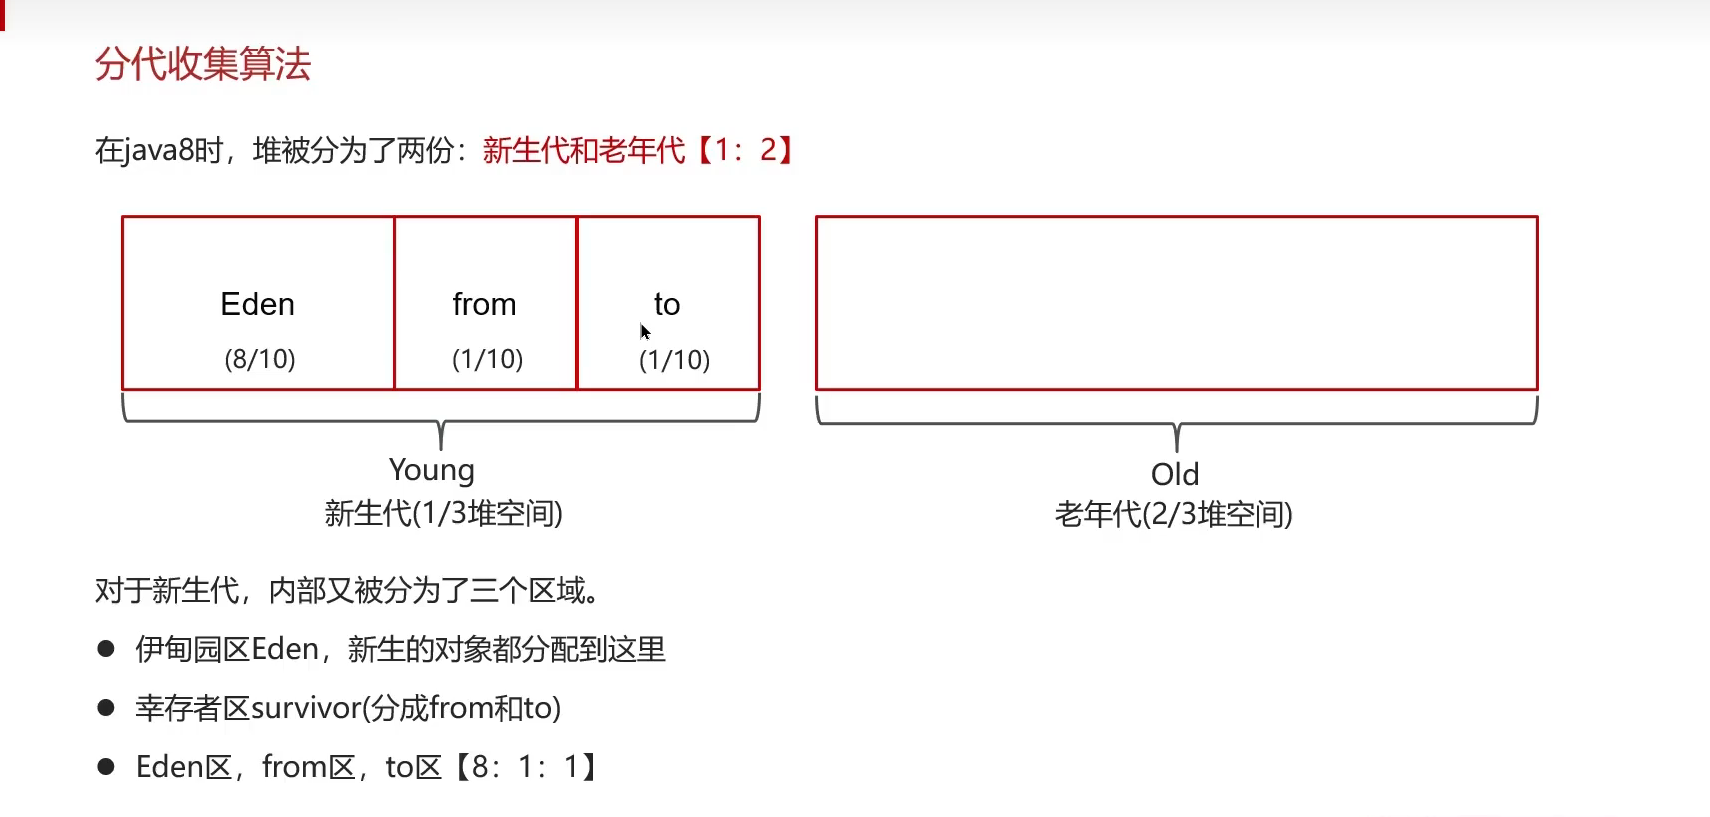 分代收集算法
在java8时，堆被分为了两份：新生代和老年代【1：2】
Eden from to
(8/10) (1/10) (1/10)
Young
新生代(1/3堆空间)
Old
老年代(2/3堆空间)
对于新生代，内部又被分为了三个区域。
● 伊甸园区Eden，新生的对象都分配到这里
● 幸存者区survivor(分成from和to)
● Eden区，from区，to区【8：1：1】